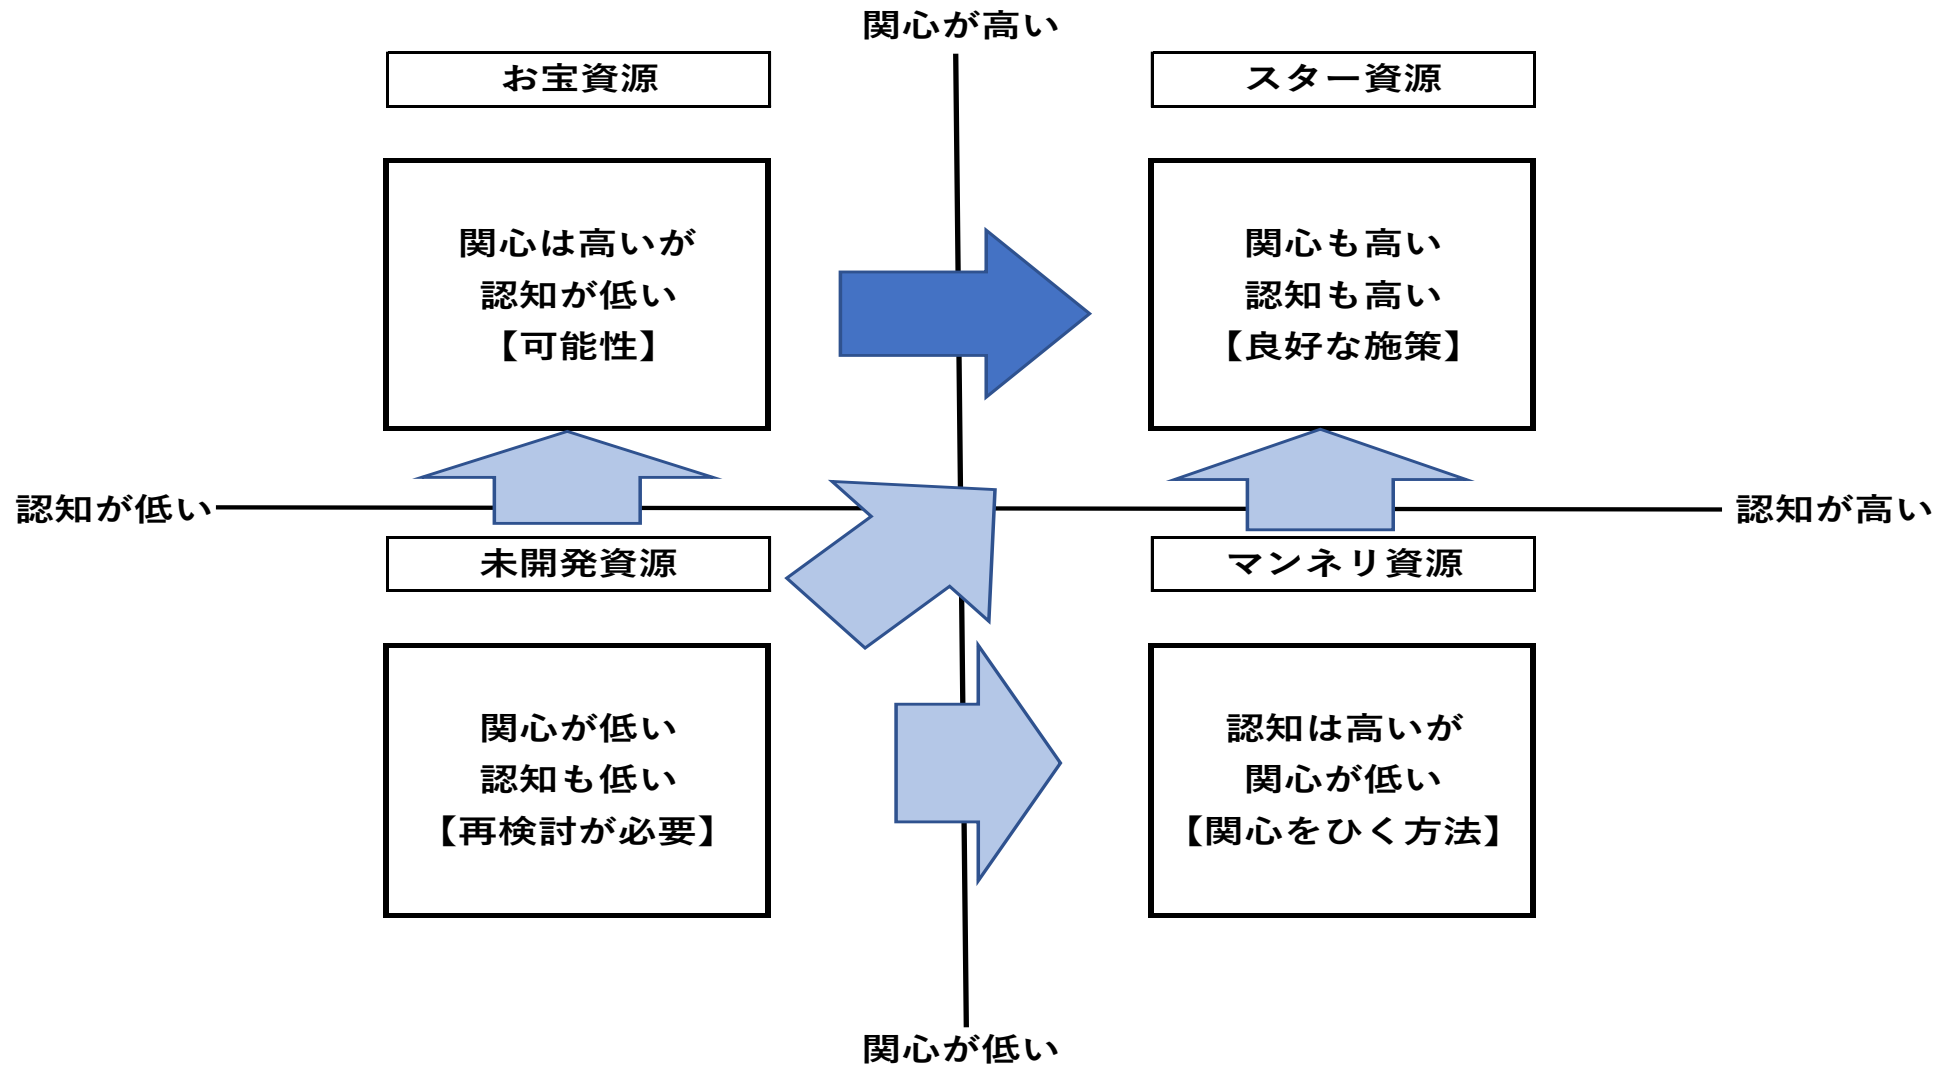 関心が高い
お宝資源
スター資源
関心は高いが
認知が低い
【可能性】
関心も高い
認知も高い
【良好な施策】
認知が低い
認知が高い
未開発資源
マンネリ資源
関心が低い
認知も低い
【再検討が必要】
認知は高いが
関心が低い
【関心をひく方法】
関心が低い